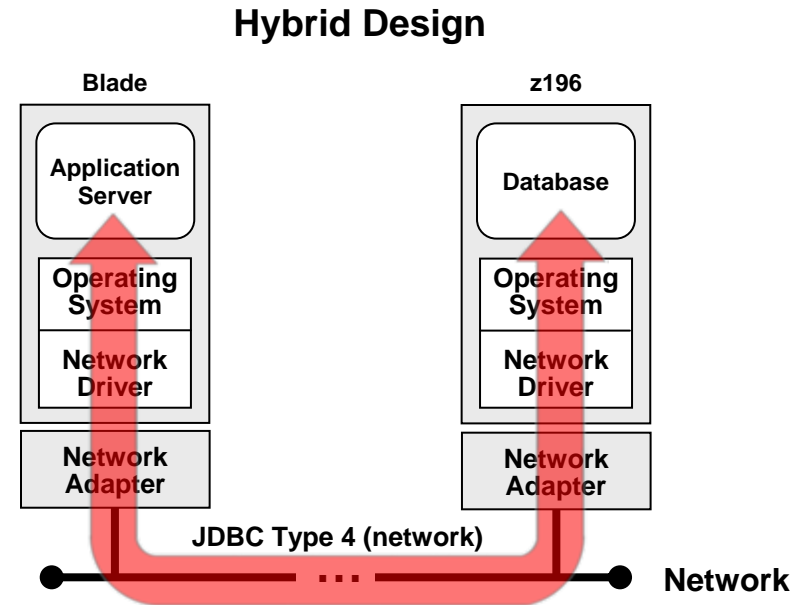 Hybrid Design
Blade
Application
Server
Operating
System
Network
Driver
Network
Adapter
z196
Database
Operating
System
Network
Driver
Network
Adapter
JDBC Type 4 (network)
...
Network